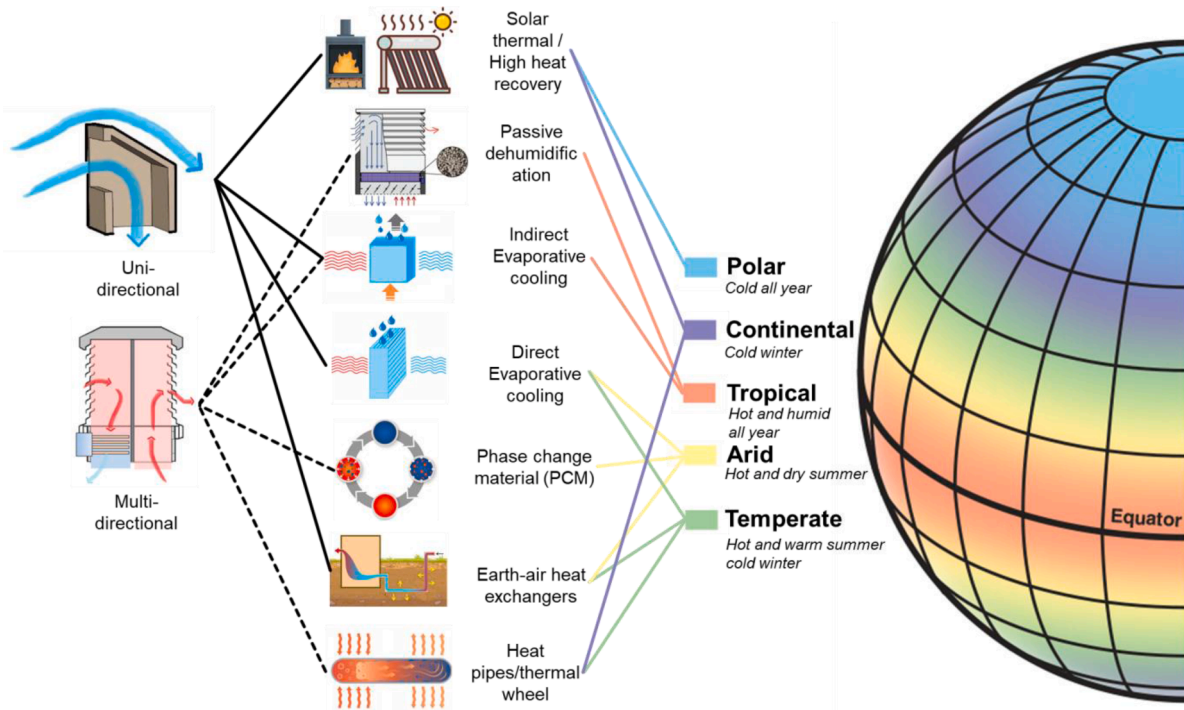 Solar
thermal /
High heat
recovery
Passive
dehumidific
ation
Uni-
directional
Indirect
Evaporative
cooling
Direct
Evaporative
cooling
Multi-
directional
Phase change
material (PCM)
Earth-air heat
exchangers
Heat
pipes/thermal
wheel
Polar
Cold all year
Continental
Cold winter
Tropical
Hot and humid
all year
Arid
Hot and dry summer
Temperate
Hot and warm summer
cold winter
Equator